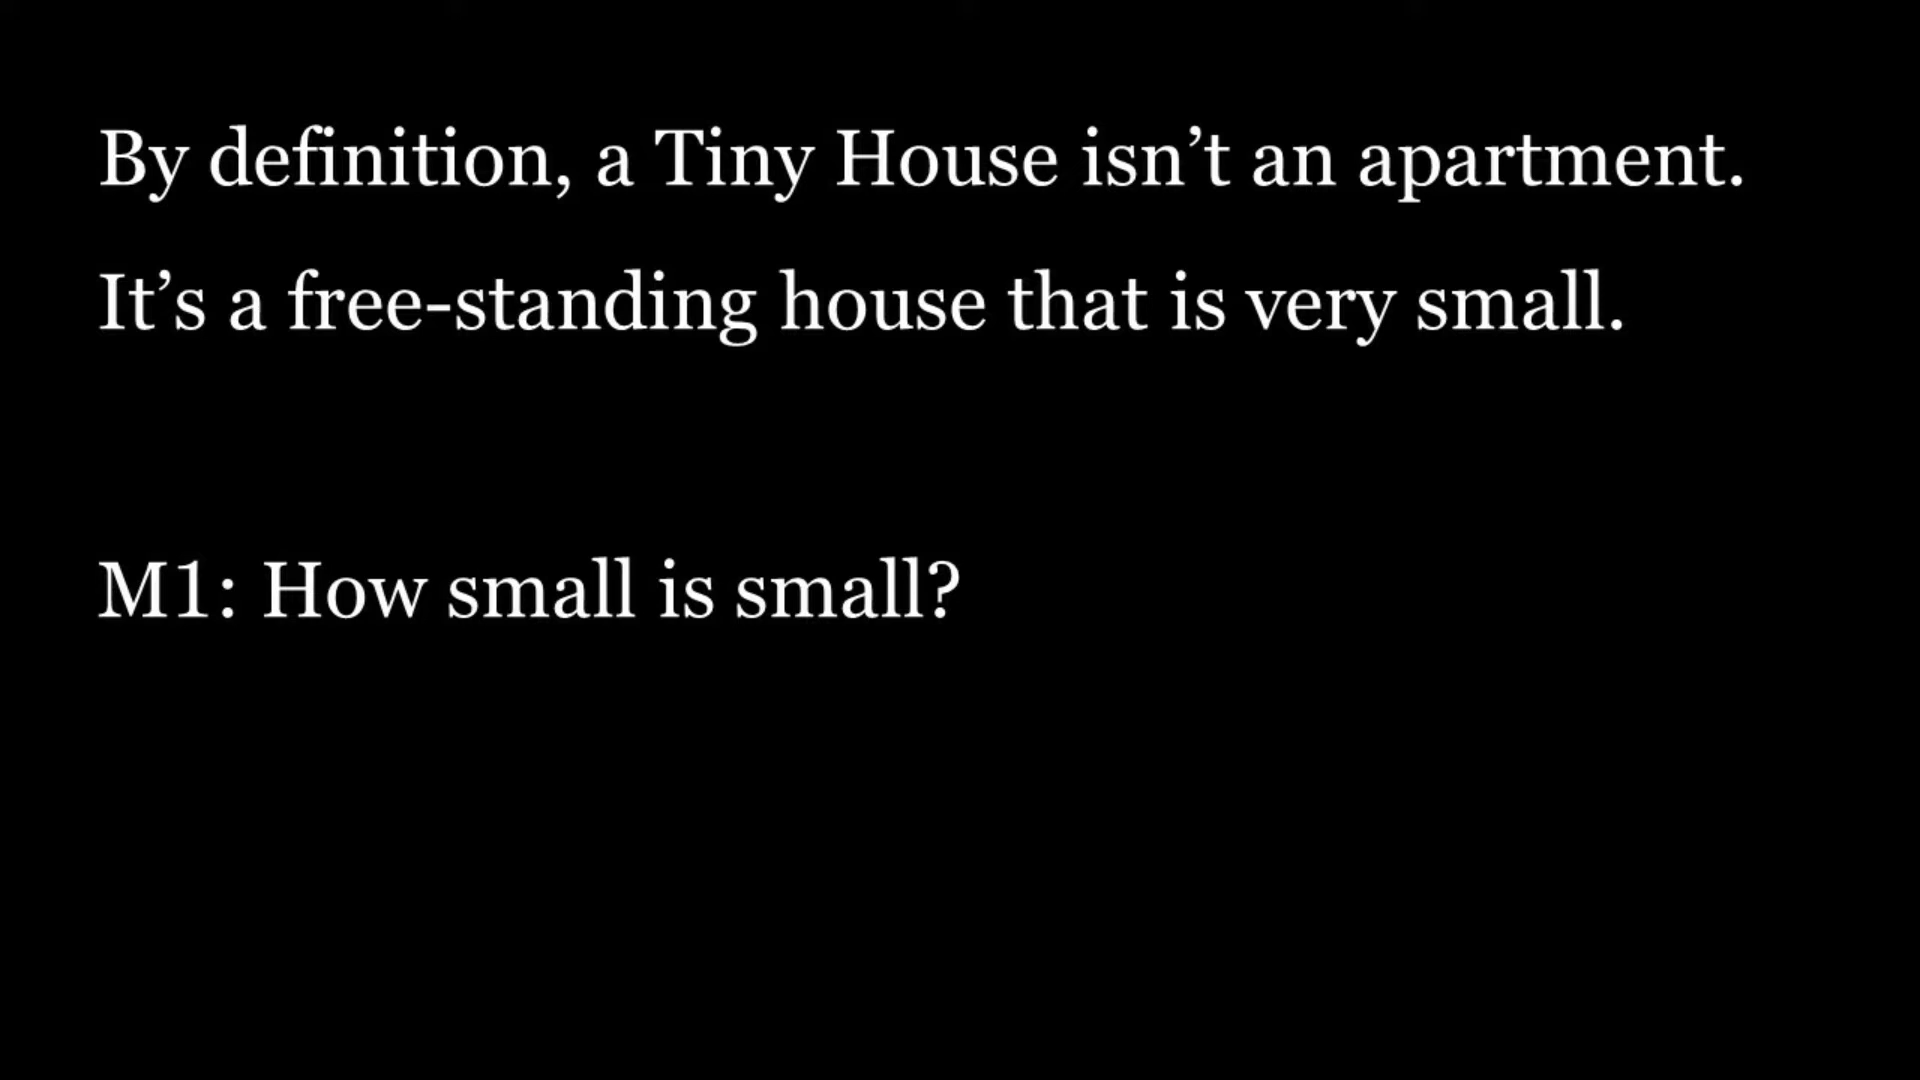 By definition, a Tiny House isn’t an apartment.
It’s a free-standing house that is very small.
M1: How small is small?